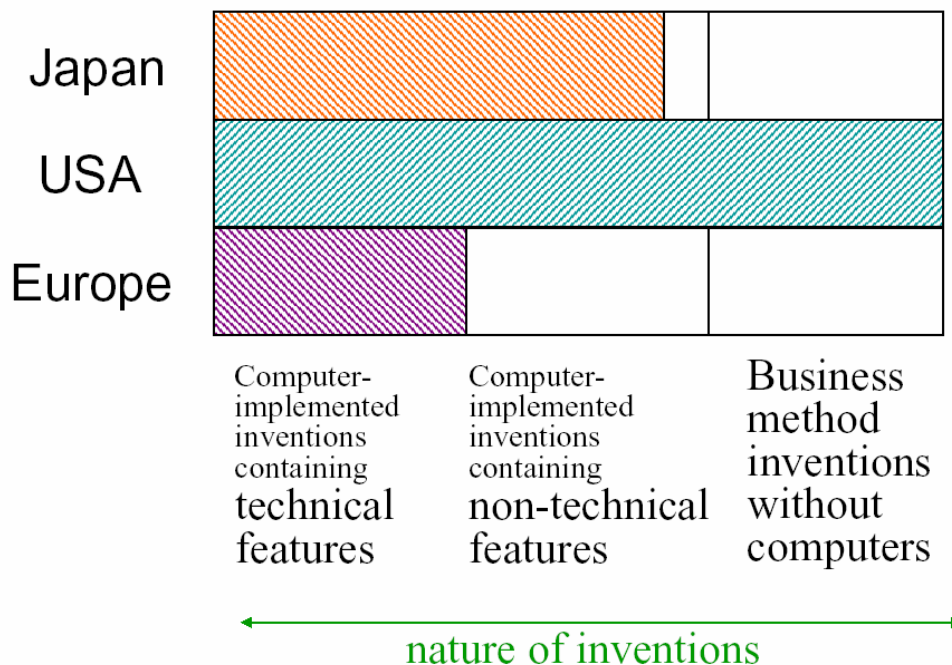 Japan
USA
Europe
Computer-
implemented
inventions
containing
technical
features
Computer-
implemented
inventions
containing
non-technical
features
Business
method
inventions
without
computers
nature of inventions